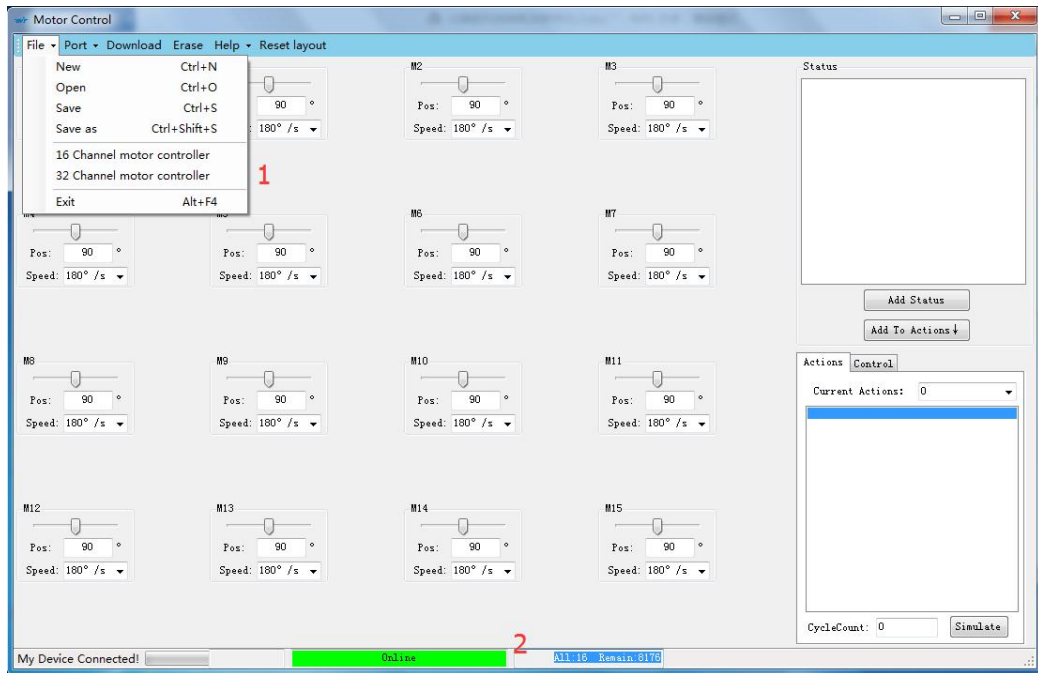 Motor Control
File Port Download Erase Help Reset layout
New Ctrl+N
Open Ctrl+O
Save Ctrl+S
Save as Ctrl+Shift+S
16 Channel motor controller
32 Channel motor controller
Exit Alt+F4
1
90 °
180° /s
M2
Pos: 90 °
Speed: 180° /s
M3
Pos: 90 °
Speed: 180° /s
Pos: 90 °
Speed: 180° /s
Pos: 90 °
Speed: 180° /s
M6
Pos: 90 °
Speed: 180° /s
M7
Pos: 90 °
Speed: 180° /s
M8
Pos: 90 °
Speed: 180° /s
M9
Pos: 90 °
Speed: 180° /s
M10
Pos: 90 °
Speed: 180° /s
M11
Pos: 90 °
Speed: 180° /s
M12
Pos: 90 °
Speed: 180° /s
M13
Pos: 90 °
Speed: 180° /s
M14
Pos: 90 °
Speed: 180° /s
M15
Pos: 90 °
Speed: 180° /s
Status
Add Status
Add To Actions↓
Actions Control
Current Actions: 0
CycleCount: 0 Simulate
2
My Device Connected! Online All:16 Remain:8176